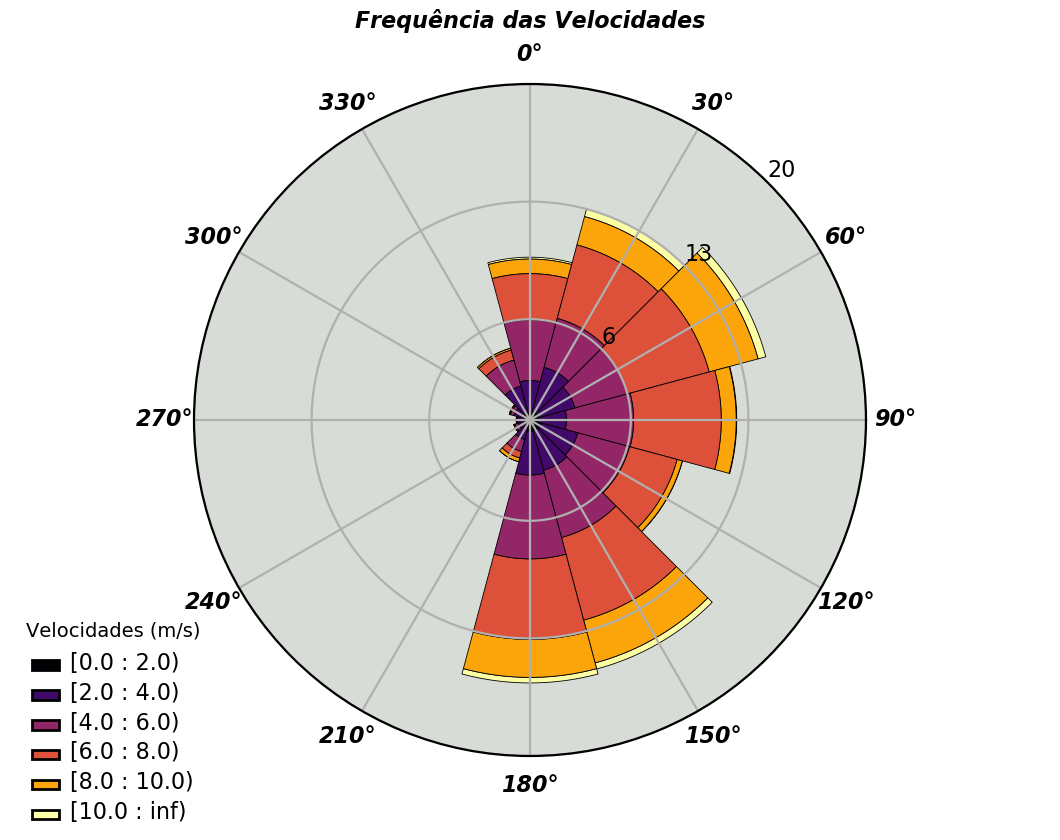 Frequência das Velocidades
0°
330°
30°
20
300°
60°
13
6
270°
90°
240°
120°
210°
150°
180°
Velocidades (m/s)
[0.0 : 2.0)
[2.0 : 4.0)
[4.0 : 6.0)
[6.0 : 8.0)
[8.0 : 10.0)
[10.0 : inf)